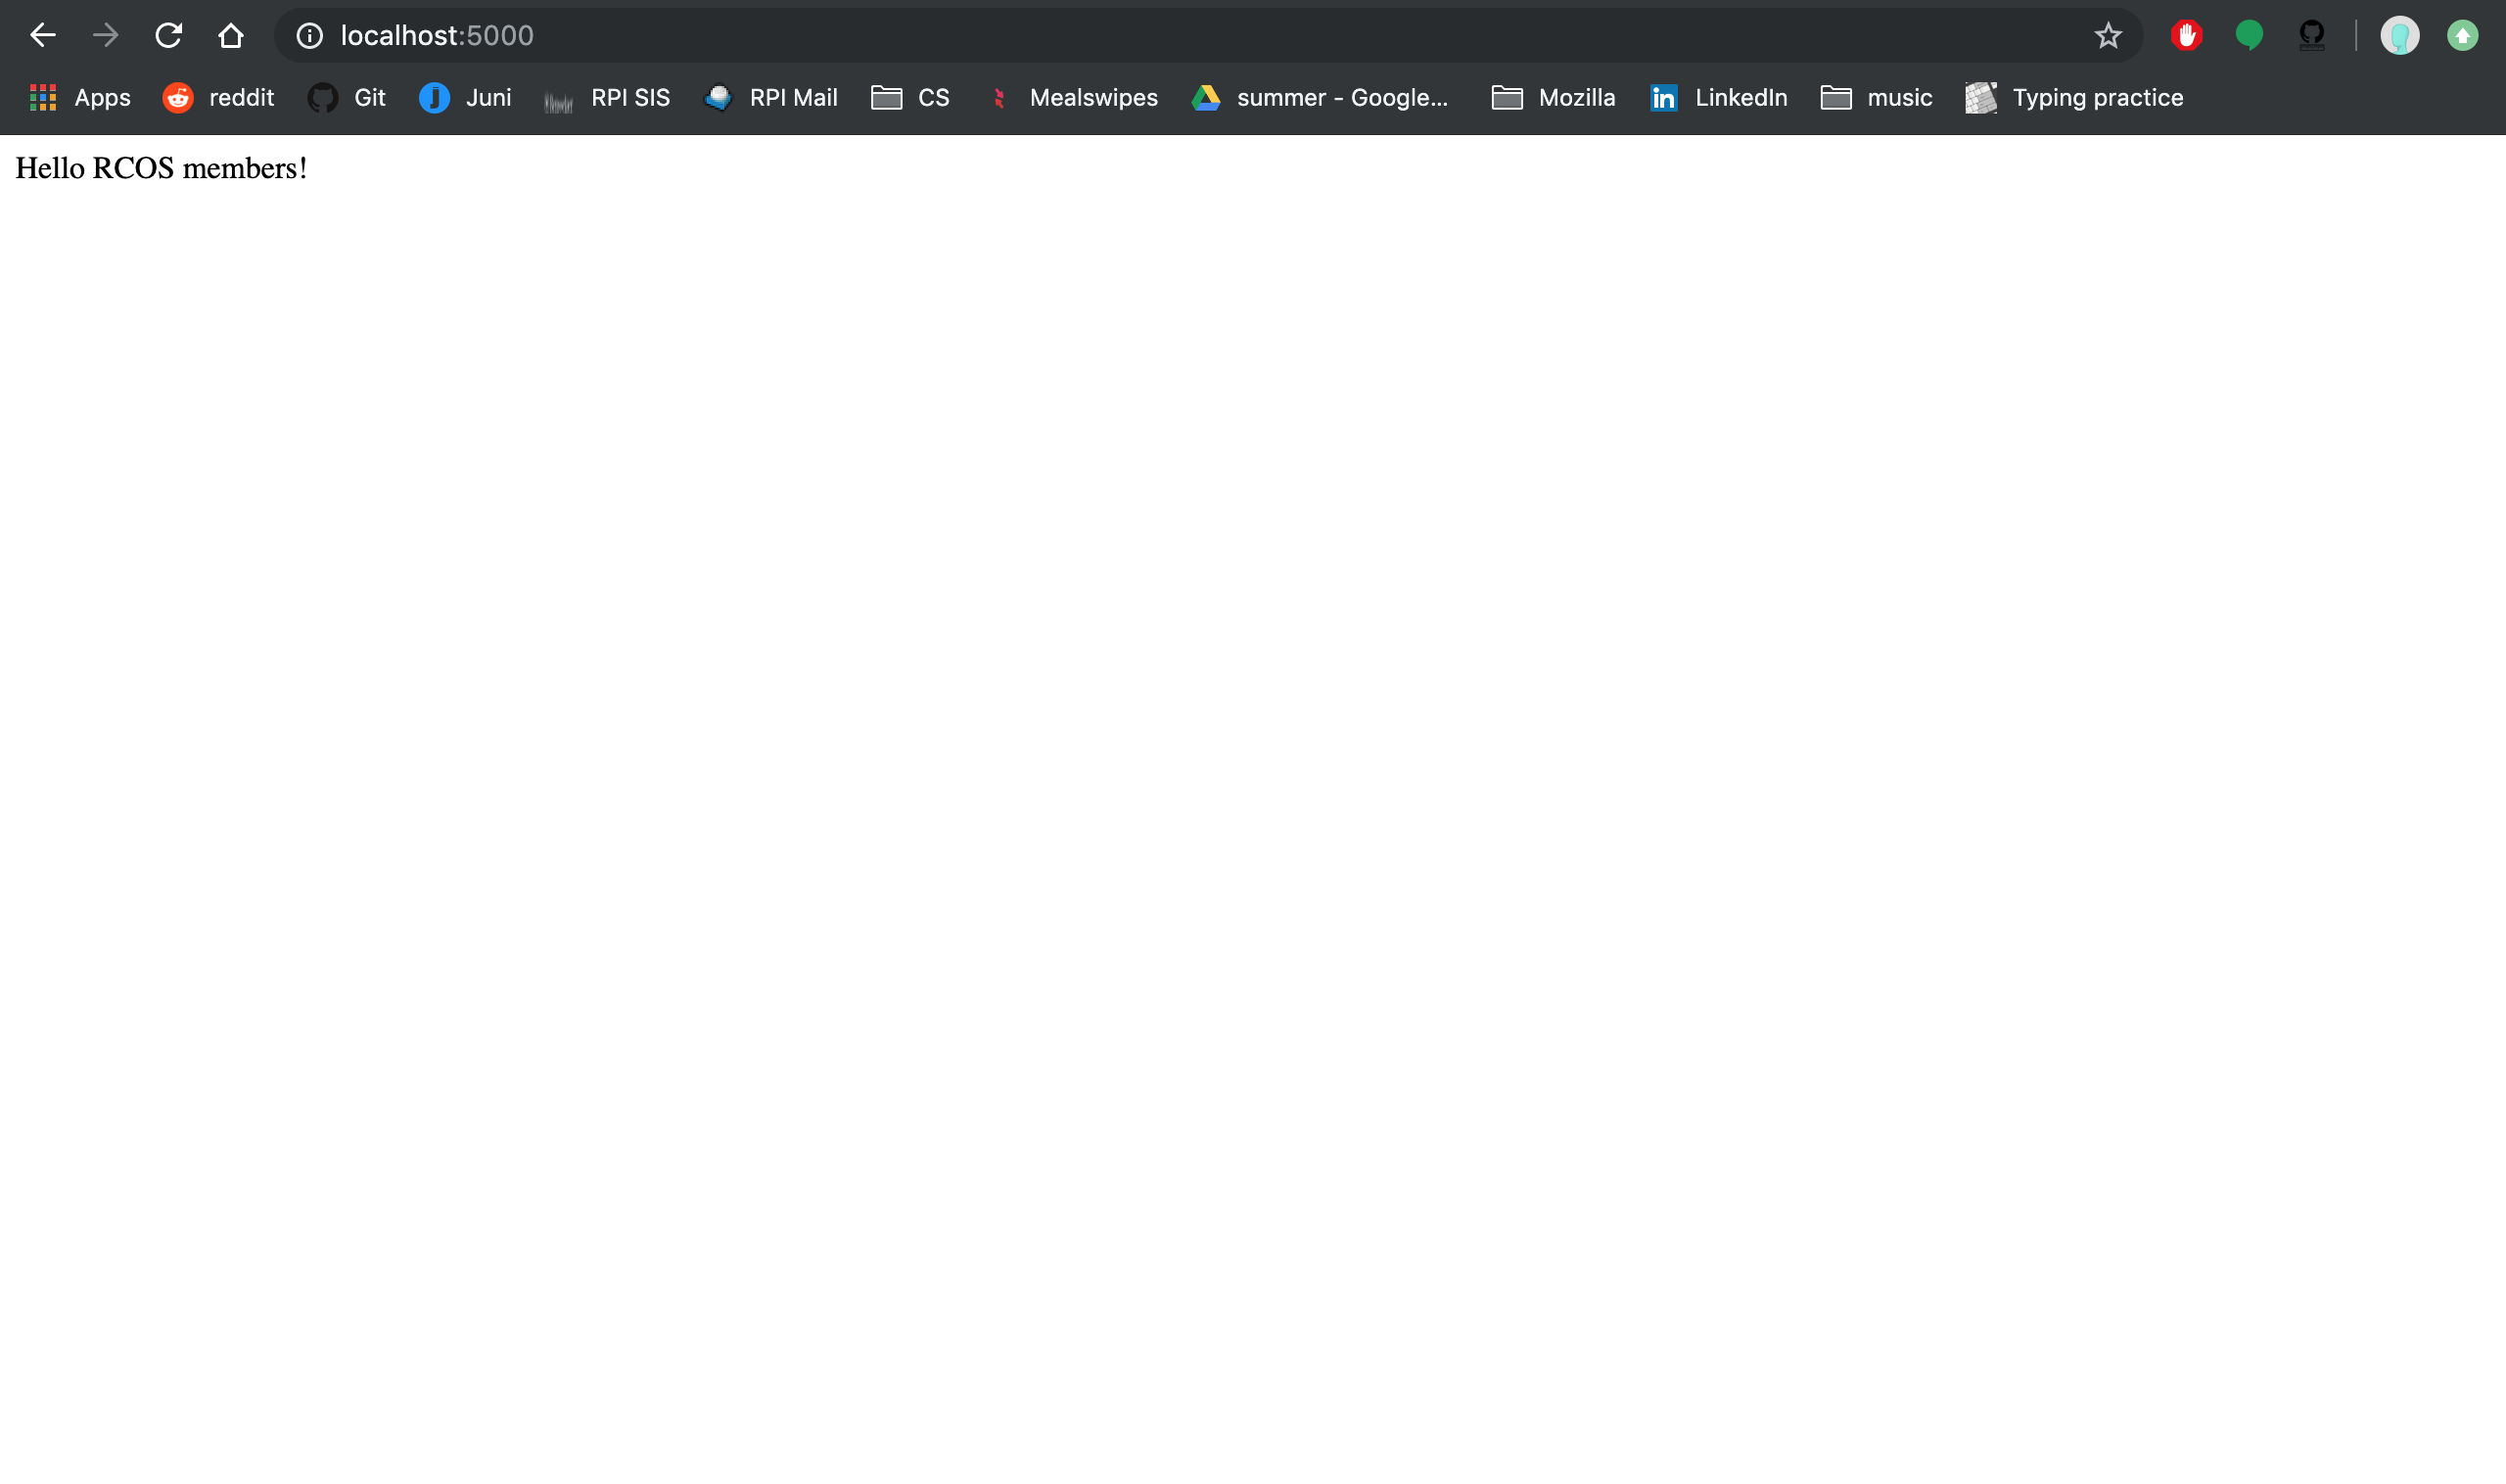 localhost:5000
Apps reddit Git Juni RPI SIS RPI Mail CS Mealswipes summer - Google... Mozilla LinkedIn music Typing practice
Hello RCOS members!